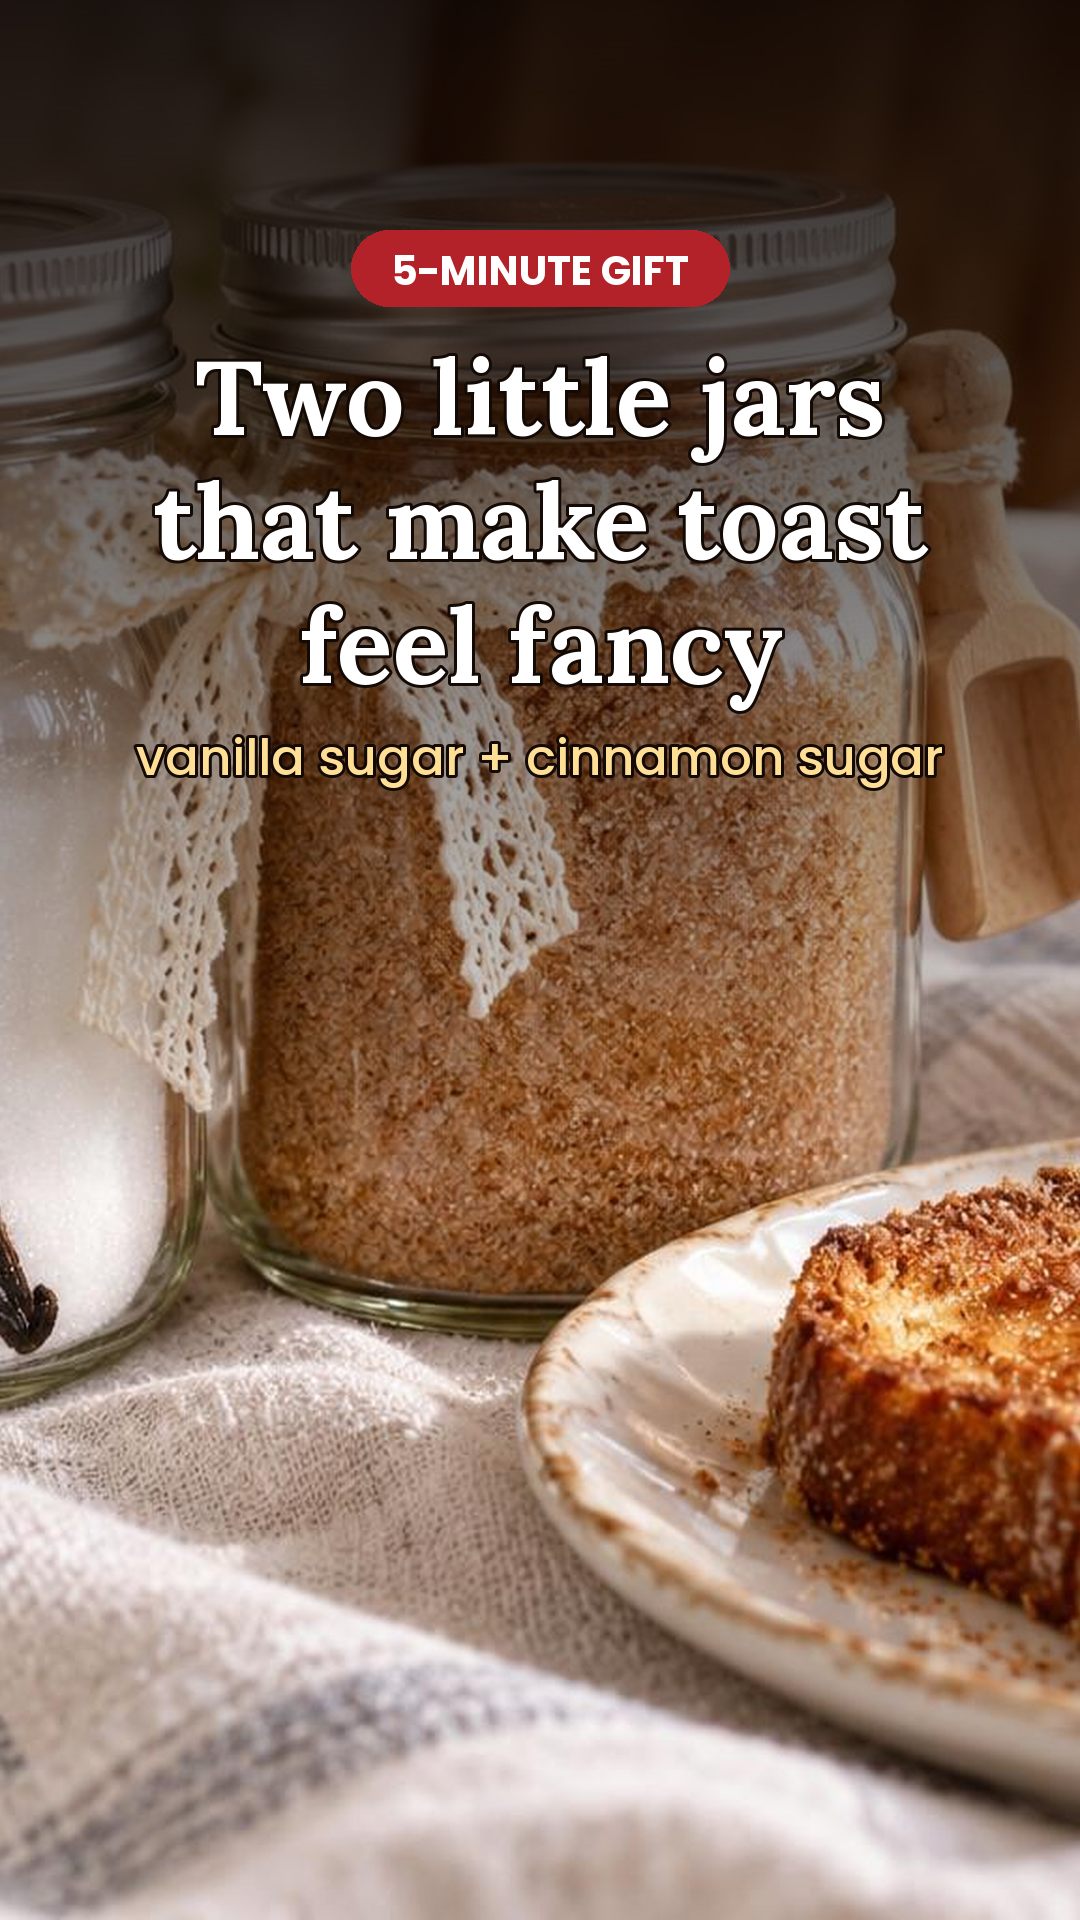 5-MINUTE GIFT
Two little jars
that make toast
feel fancy
vanilla sugar + cinnamon sugar